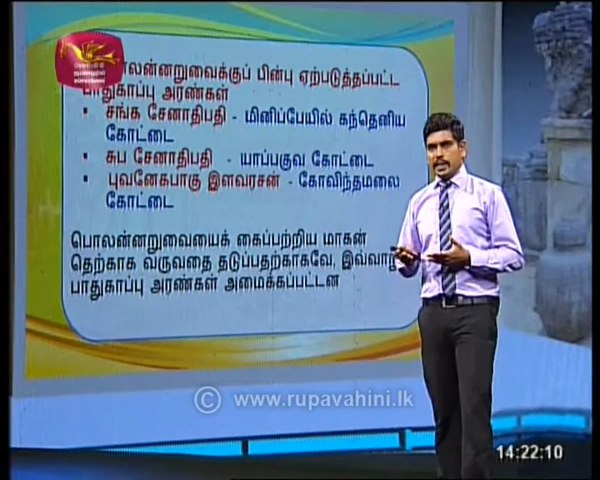 பொலன்னறுவைக்குப் பின்பு ஏற்படுத்தப்பட்ட
பாதுகாப்பு அரண்கள்
• சங்க சேனாதிபதி - மினிப்பேயில் கந்தெனிய
கோட்டை
• சுப சேனாதிபதி - யாப்பகுவ கோட்டை
• புவனேகபாகு இளவரசன் - கோவிந்தமலை
கோட்டை
பொலன்னறுவையைக் கைப்பற்றிய மாகன்
தெற்காக வருவதை தடுப்பதற்காகவே, இவ்வாறு
பாதுகாப்பு அரண்கள் அமைக்கப்பட்டன
© www.rupavahini.lk
14:22:10